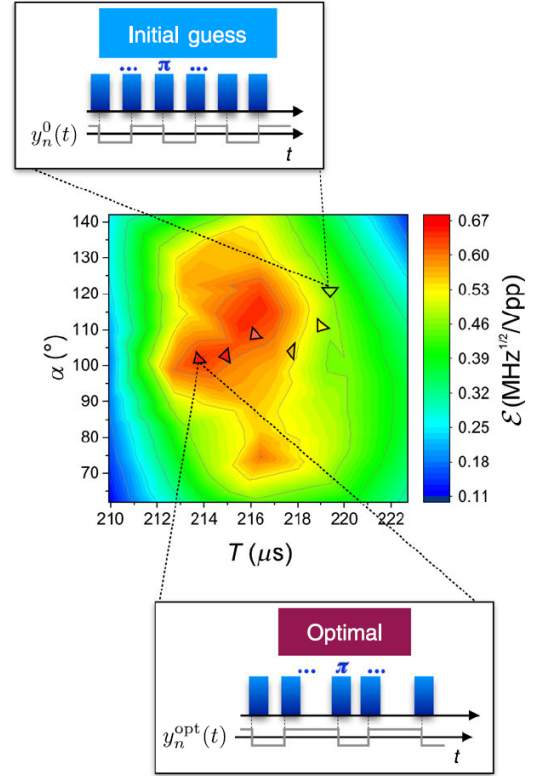 Initial guess
... π ...
y_n^0(t)
t
140
130
120
110
100
90
80
70
α (°)
210 212 214 216 218 220 222
T (μs)
0.67
0.60
0.52
0.46
0.39
0.32
0.25
0.18
0.11
ℰ (MHz^1/2/Vpp)
Optimal
... π ...
y_n^opt(t)
t